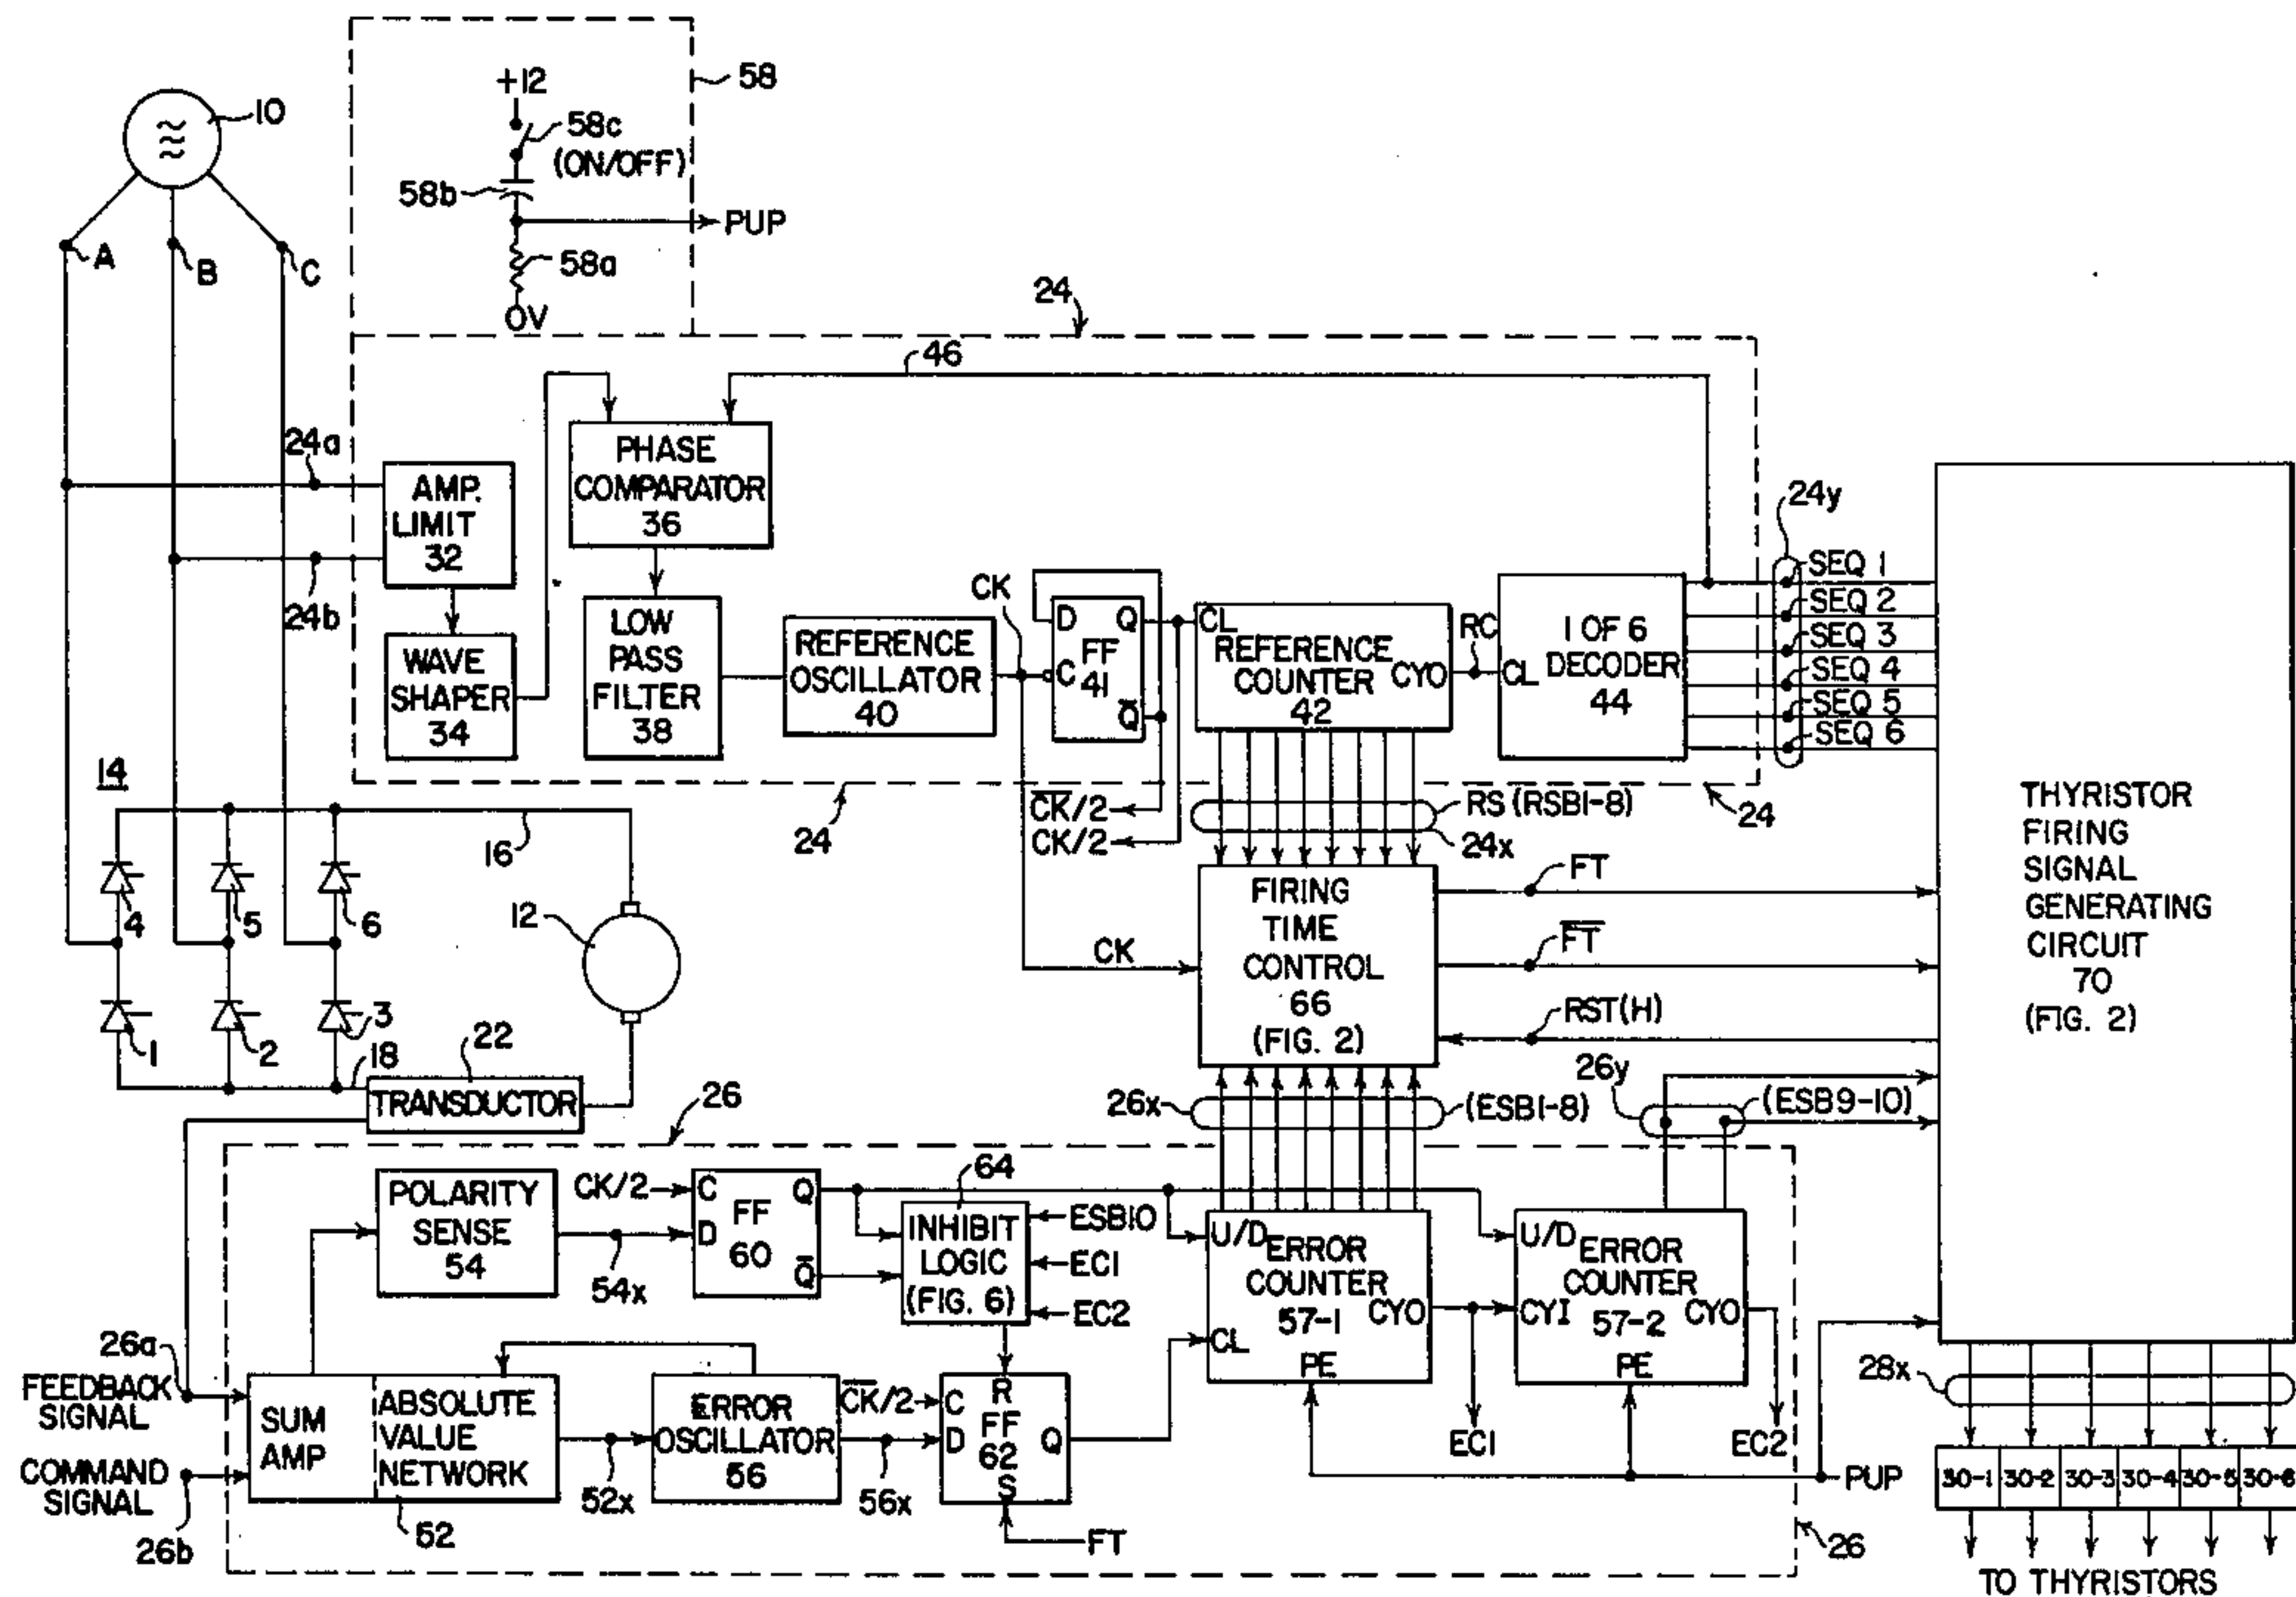 +12
58
10
58c
(ON/OFF)
58b
PUP
58a
0V
A
B
C
24
46
24a
AMP.
LIMIT
32
24b
PHASE
COMPARATOR
36
WAVE
SHAPER
34
LOW
PASS
FILTER
38
REFERENCE
OSCILLATOR
40
CK
D Q
FF
C 41
Q̅
CL
REFERENCE
COUNTER CYO
42
RC
1 OF 6
CL DECODER
44
24y
SEQ 1
SEQ 2
SEQ 3
SEQ 4
SEQ 5
SEQ 6
THYRISTOR
FIRING
SIGNAL
GENERATING
CIRCUIT
70
(FIG. 2)
14
16
24
C̅K̅/2
CK/2
RS (RSB1-8)
24x
24
4
5
6
12
1
2
3
18
22
TRANSDUCTOR
CK
FIRING
TIME
CONTROL
66
(FIG. 2)
FT
F̅T̅
RST(H)
26x
(ESB1-8)
26y
(ESB9-10)
26
POLARITY
SENSE
54
54x
CK/2
C Q
FF
D 60
Q̅
64
INHIBIT
LOGIC
(FIG. 6)
ESB10
EC1
EC2
U/D
ERROR
COUNTER
57-1 CYO
CL
PE
U/D
ERROR
COUNTER
CYI 57-2 CYO
PE
26a
FEEDBACK
SIGNAL
COMMAND
SIGNAL
26b
SUM
AMP
ABSOLUTE
VALUE
NETWORK
52
52x
ERROR
OSCILLATOR
56
56x
C̅K̅/2
R
C FF
D 62 Q
S
FT
EC1
EC2
PUP
26
28x
30-1 30-2 30-3 30-4 30-5 30-6
TO THYRISTORS